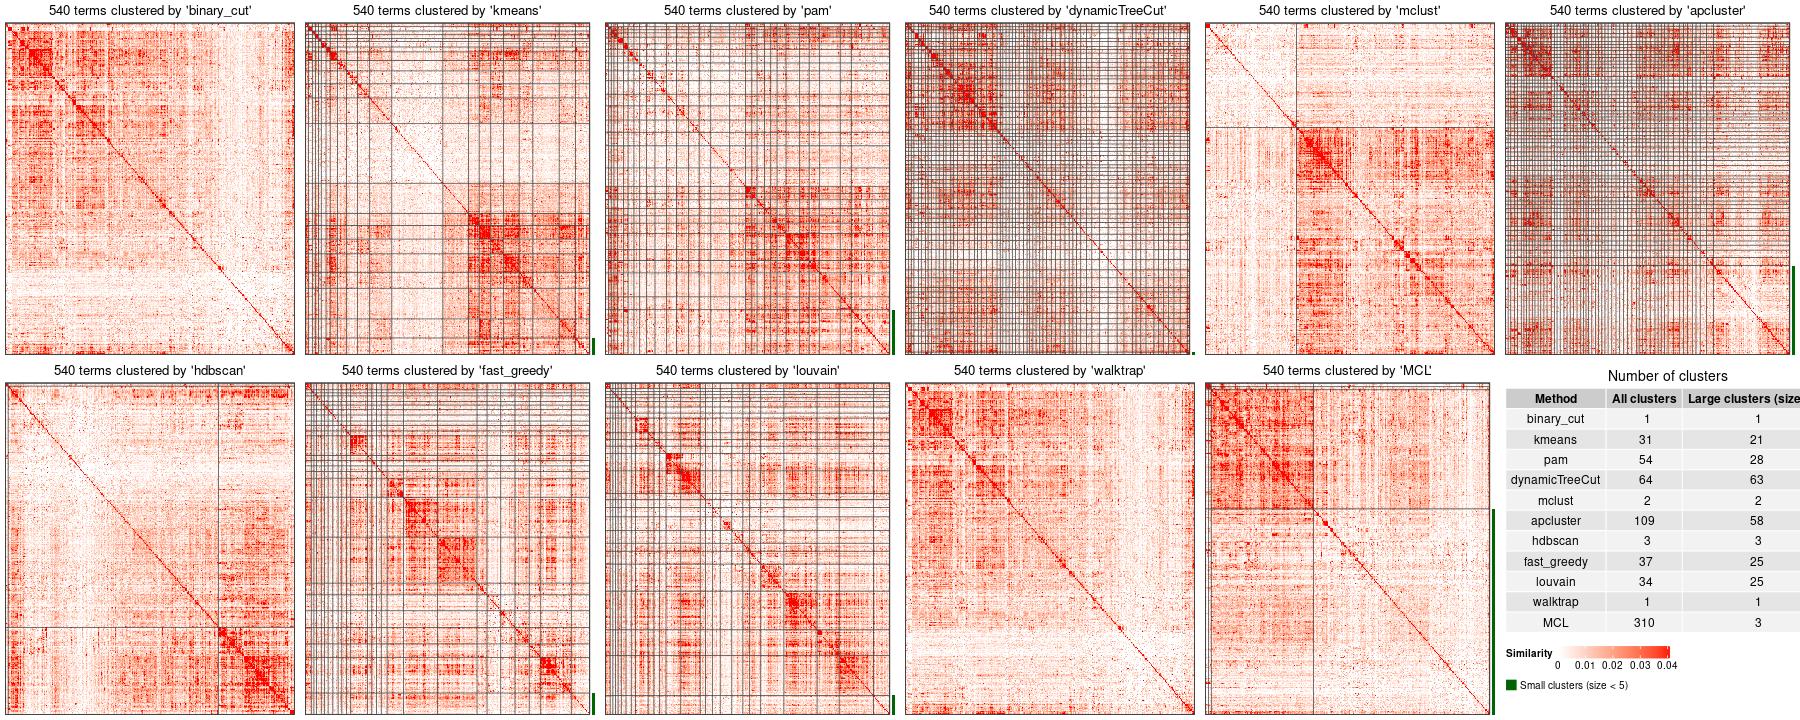 540 terms clustered by 'binary_cut'
540 terms clustered by 'kmeans'
540 terms clustered by 'pam'
540 terms clustered by 'dynamicTreeCut'
540 terms clustered by 'mclust'
540 terms clustered by 'apcluster'
540 terms clustered by 'hdbscan'
540 terms clustered by 'fast_greedy'
540 terms clustered by 'louvain'
540 terms clustered by 'walktrap'
540 terms clustered by 'MCL'
Number of clusters
Method All clusters Large clusters (size
binary_cut 1 1
kmeans 31 21
pam 54 28
dynamicTreeCut 64 63
mclust 2 2
apcluster 109 58
hdbscan 3 3
fast_greedy 37 25
louvain 34 25
walktrap 1 1
MCL 310 3
Similarity
0 0.01 0.02 0.03 0.04
Small clusters (size < 5)